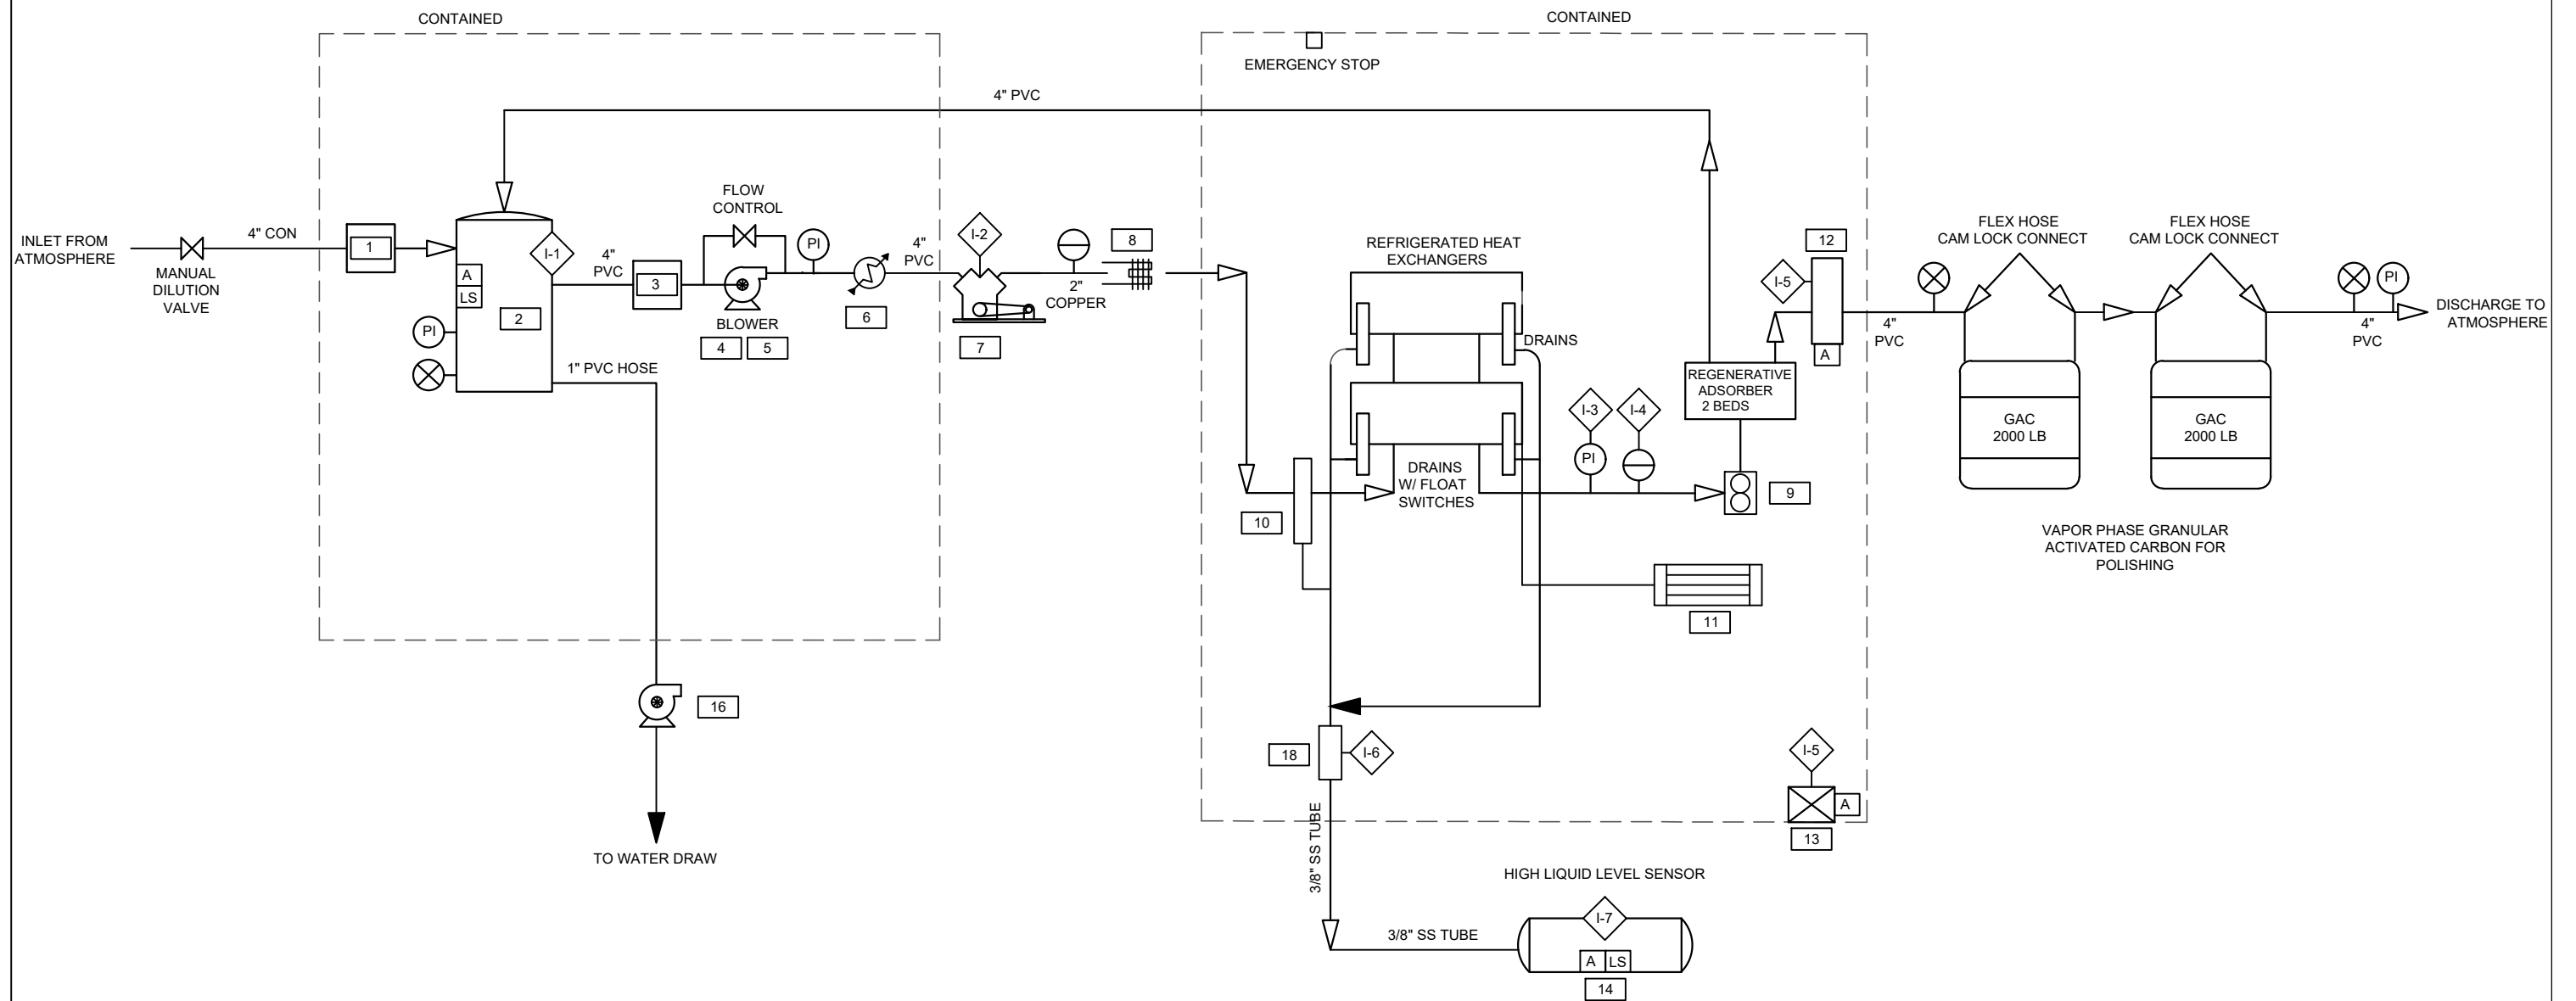 CONTAINED
CONTAINED
EMERGENCY STOP
4" PVC
INLET FROM
ATMOSPHERE
MANUAL
DILUTION
VALVE
4" CON
1
A
LS
PI
2
I-1
4"
PVC
3
FLOW
CONTROL
PI
BLOWER
4
5
6
4"
PVC
I-2
7
2"
COPPER
8
1" PVC HOSE
16
TO WATER DRAW
REFRIGERATED HEAT
EXCHANGERS
DRAINS
DRAINS
W/ FLOAT
SWITCHES
10
I-3
I-4
PI
9
REGENERATIVE
ADSORBER
2 BEDS
12
I-5
A
11
4"
PVC
FLEX HOSE
CAM LOCK CONNECT
FLEX HOSE
CAM LOCK CONNECT
GAC
2000 LB
GAC
2000 LB
PI
4"
PVC
DISCHARGE TO
ATMOSPHERE
VAPOR PHASE GRANULAR
ACTIVATED CARBON FOR
POLISHING
18
I-6
I-5
A
13
3/8" SS TUBE
3/8" SS TUBE
HIGH LIQUID LEVEL SENSOR
I-7
A
LS
14